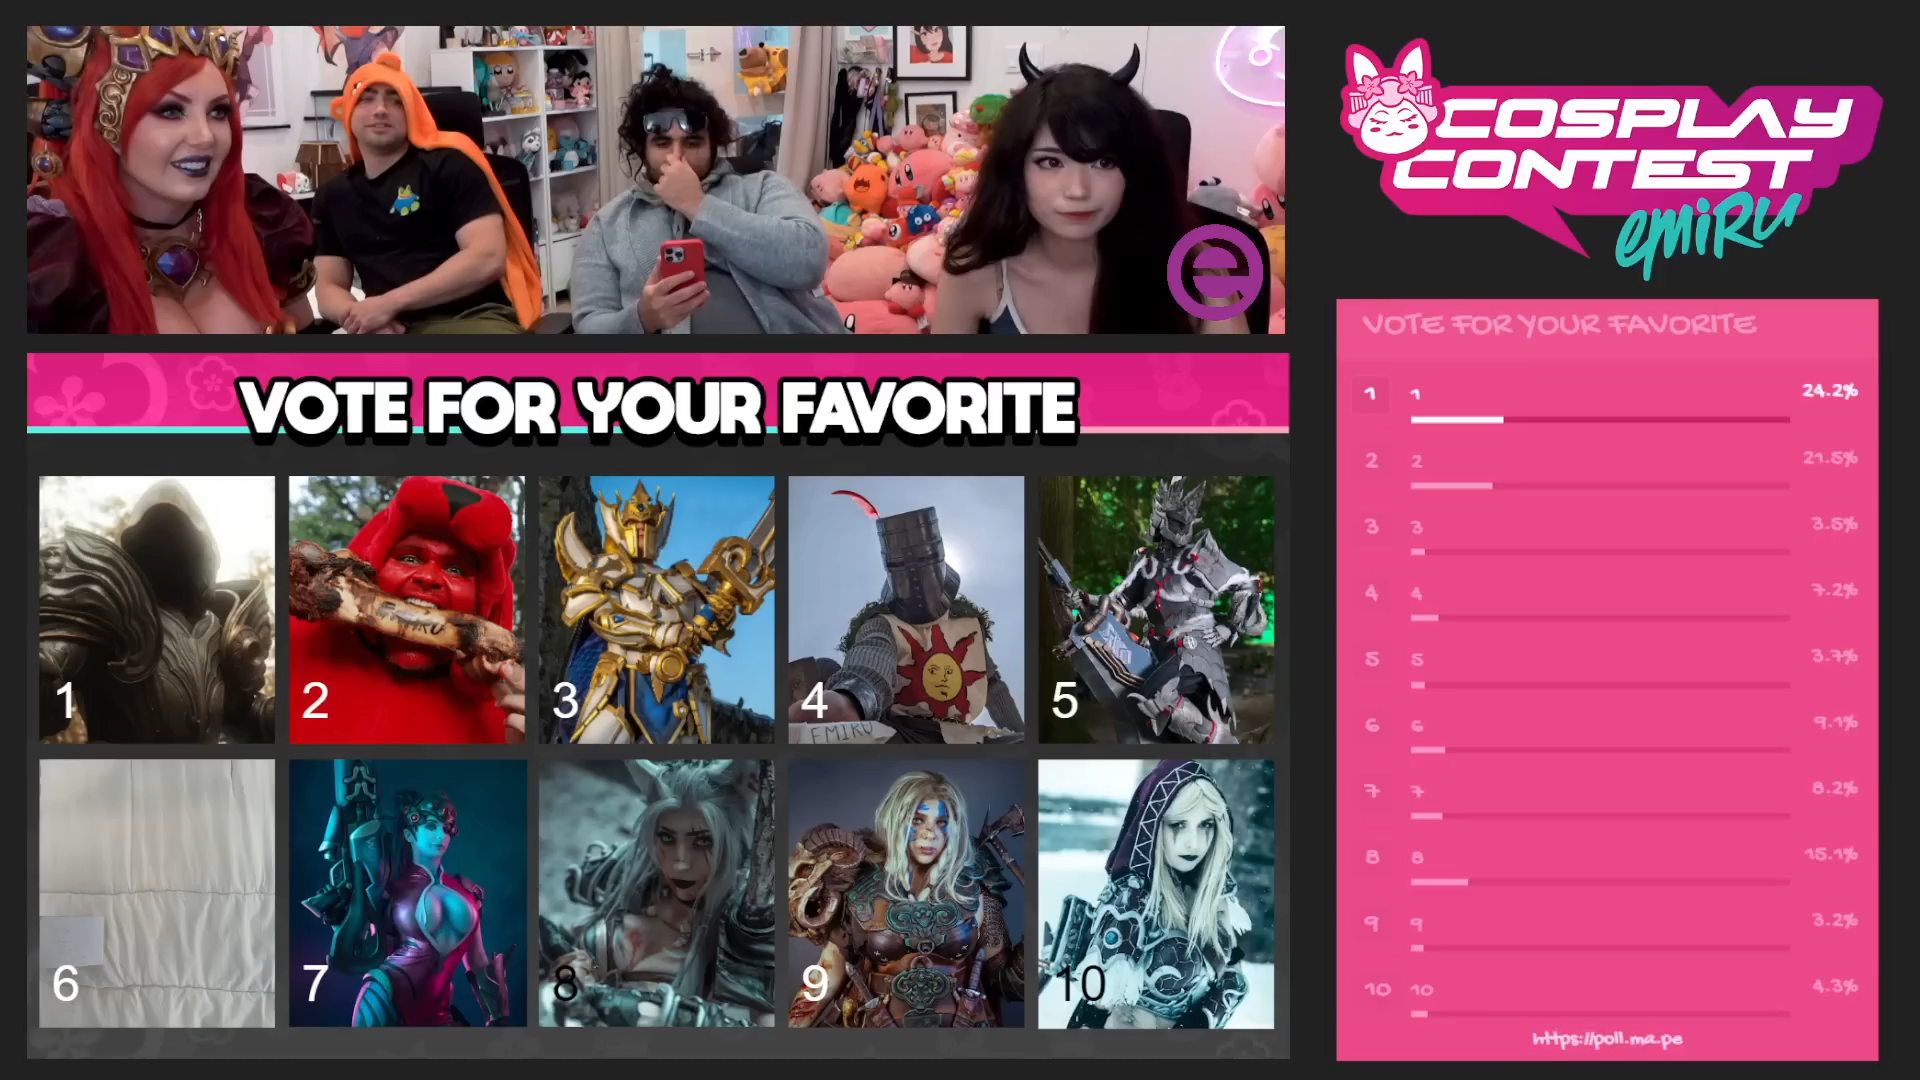 COSPLAY
CONTEST
emiru
e
VOTE FOR YOUR FAVORITE
1
2
EMIRU
3
4
EMIRU
5
6
7
8
9
10
VOTE FOR YOUR FAVORITE
1 1 24.2%
2 2 21.5%
3 3 3.5%
4 4 7.2%
5 5 3.7%
6 6 9.1%
7 7 8.2%
8 8 15.1%
9 9 3.2%
10 10 4.3%
https://poll.ma.pe